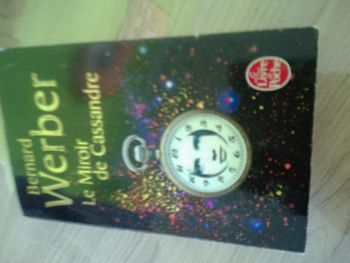 Bernard
Werber
Le Miroir
de Cassandre
Le
Livre
de
Poche